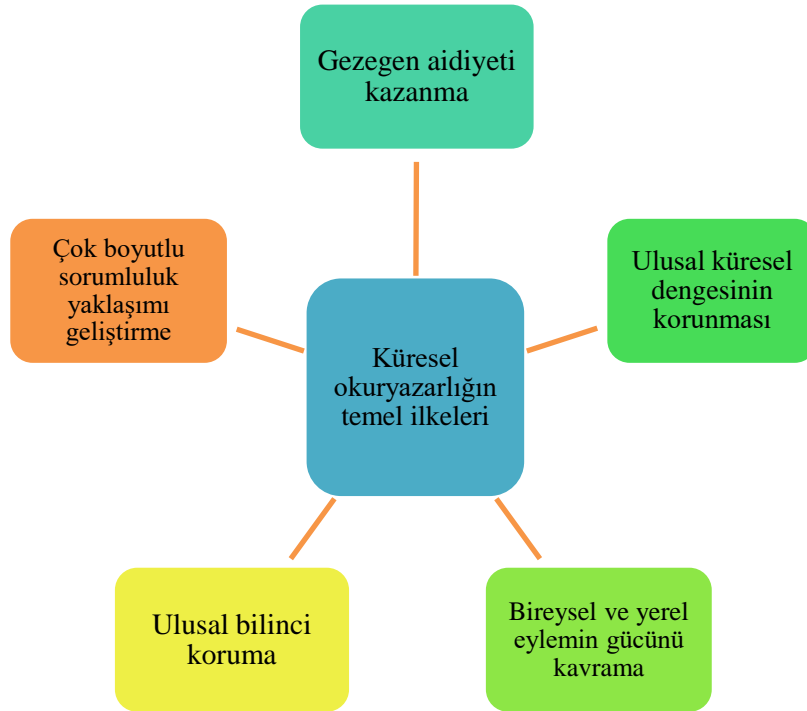 Gezegen aidiyeti
kazanma
Çok boyutlu
sorumluluk
yaklaşımı
geliştirme
Ulusal küresel
dengesinin
korunması
Küresel
okuryazarlığın
temel ilkeleri
Ulusal bilinci
koruma
Bireysel ve yerel
eylemin gücünü
kavrama